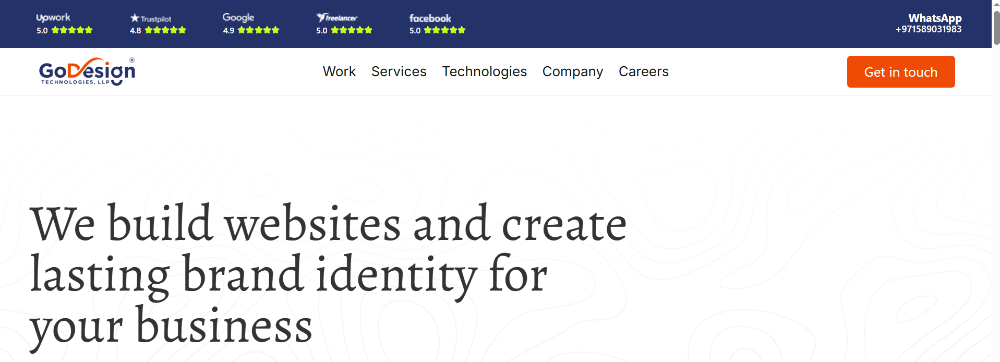 Upwork Trustpilot Google freelancer facebook WhatsApp
5.0 4.8 4.9 5.0 5.0 +971589031983
GoDesign®
TECHNOLOGIES, LLP
Work Services Technologies Company Careers Get in touch
We build websites and create
lasting brand identity for
your business